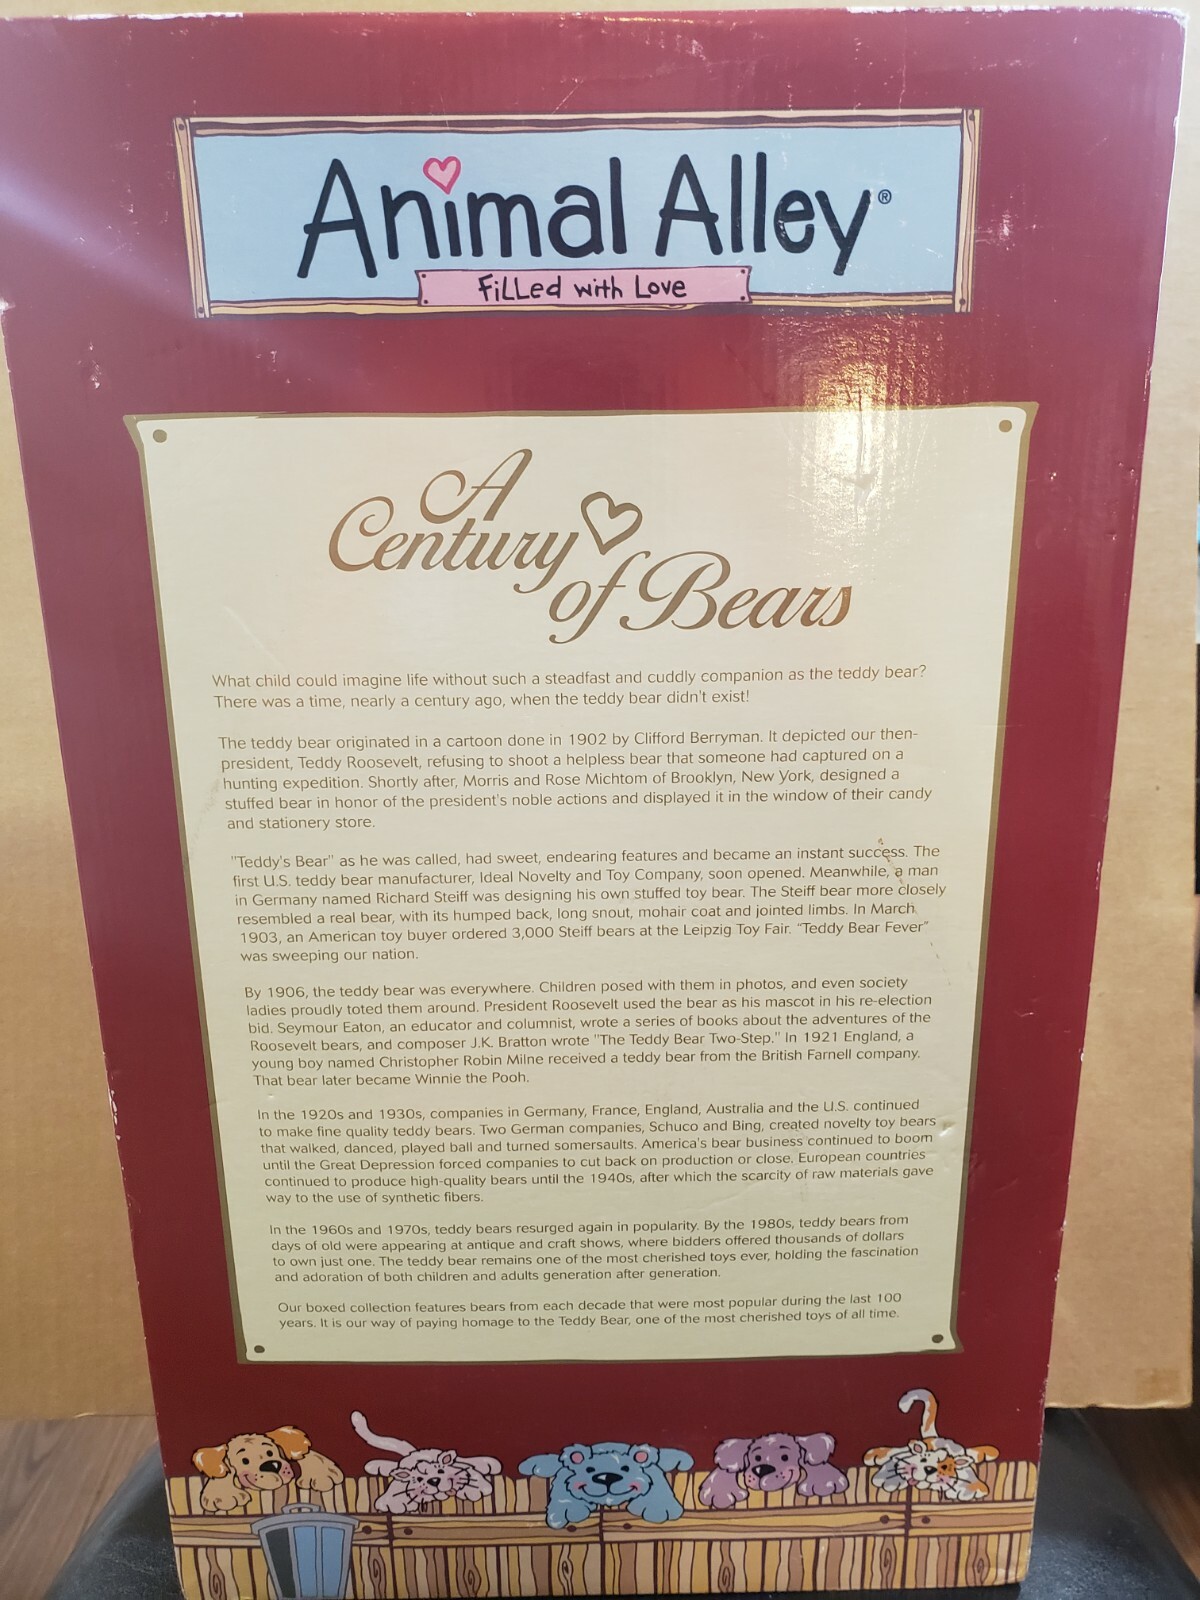 Animal Alley®
Filled with Love
A
Century
of Bears
What child could imagine life without such a steadfast and cuddly companion as the teddy bear?
There was a time, nearly a century ago, when the teddy bear didn't exist!
The teddy bear originated in a cartoon done in 1902 by Clifford Berryman. It depicted our then-
president, Teddy Roosevelt, refusing to shoot a helpless bear that someone had captured on a
hunting expedition. Shortly after, Morris and Rose Michtom of Brooklyn, New York, designed a
stuffed bear in honor of the president's noble actions and displayed it in the window of their candy
and stationery store.
"Teddy's Bear" as he was called, had sweet, endearing features and became an instant success. The
first U.S. teddy bear manufacturer, Ideal Novelty and Toy Company, soon opened. Meanwhile, a man
in Germany named Richard Steiff was designing his own stuffed toy bear. The Steiff bear more closely
resembled a real bear, with its humped back, long snout, mohair coat and jointed limbs. In March
1903, an American toy buyer ordered 3,000 Steiff bears at the Leipzig Toy Fair. "Teddy Bear Fever"
was sweeping our nation.
By 1906, the teddy bear was everywhere. Children posed with them in photos, and even society
ladies proudly toted them around. President Roosevelt used the bear as his mascot in his re-election
bid. Seymour Eaton, an educator and columnist, wrote a series of books about the adventures of the
Roosevelt bears, and composer J.K. Bratton wrote "The Teddy Bear Two-Step." In 1921 England, a
young boy named Christopher Robin Milne received a teddy bear from the British Farnell company.
That bear later became Winnie the Pooh.
In the 1920s and 1930s, companies in Germany, France, England, Australia and the U.S. continued
to make fine quality teddy bears. Two German companies, Schuco and Bing, created novelty toy bears
that walked, danced, played ball and turned somersaults. America's bear business continued to boom
until the Great Depression forced companies to cut back on production or close. European countries
continued to produce high-quality bears until the 1940s, after which the scarcity of raw materials gave
way to the use of synthetic fibers.
In the 1960s and 1970s, teddy bears resurged again in popularity. By the 1980s, teddy bears from
days of old were appearing at antique and craft shows, where bidders offered thousands of dollars
to own just one. The teddy bear remains one of the most cherished toys ever, holding the fascination
and adoration of both children and adults generation after generation.
Our boxed collection features bears from each decade that were most popular during the last 100
years. It is our way of paying homage to the Teddy Bear, one of the most cherished toys of all time.